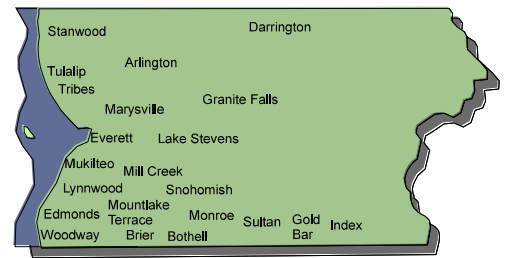 Darrington
Stanwood
Arlington
Tulalip
Tribes
Granite Falls
Marysville
Everett
Lake Stevens
Mukilteo
Mill Creek
Lynnwood
Snohomish
Mountlake
Terrace
Edmonds
Monroe
Sultan
Gold
Bar
Index
Woodway
Brier
Bothell